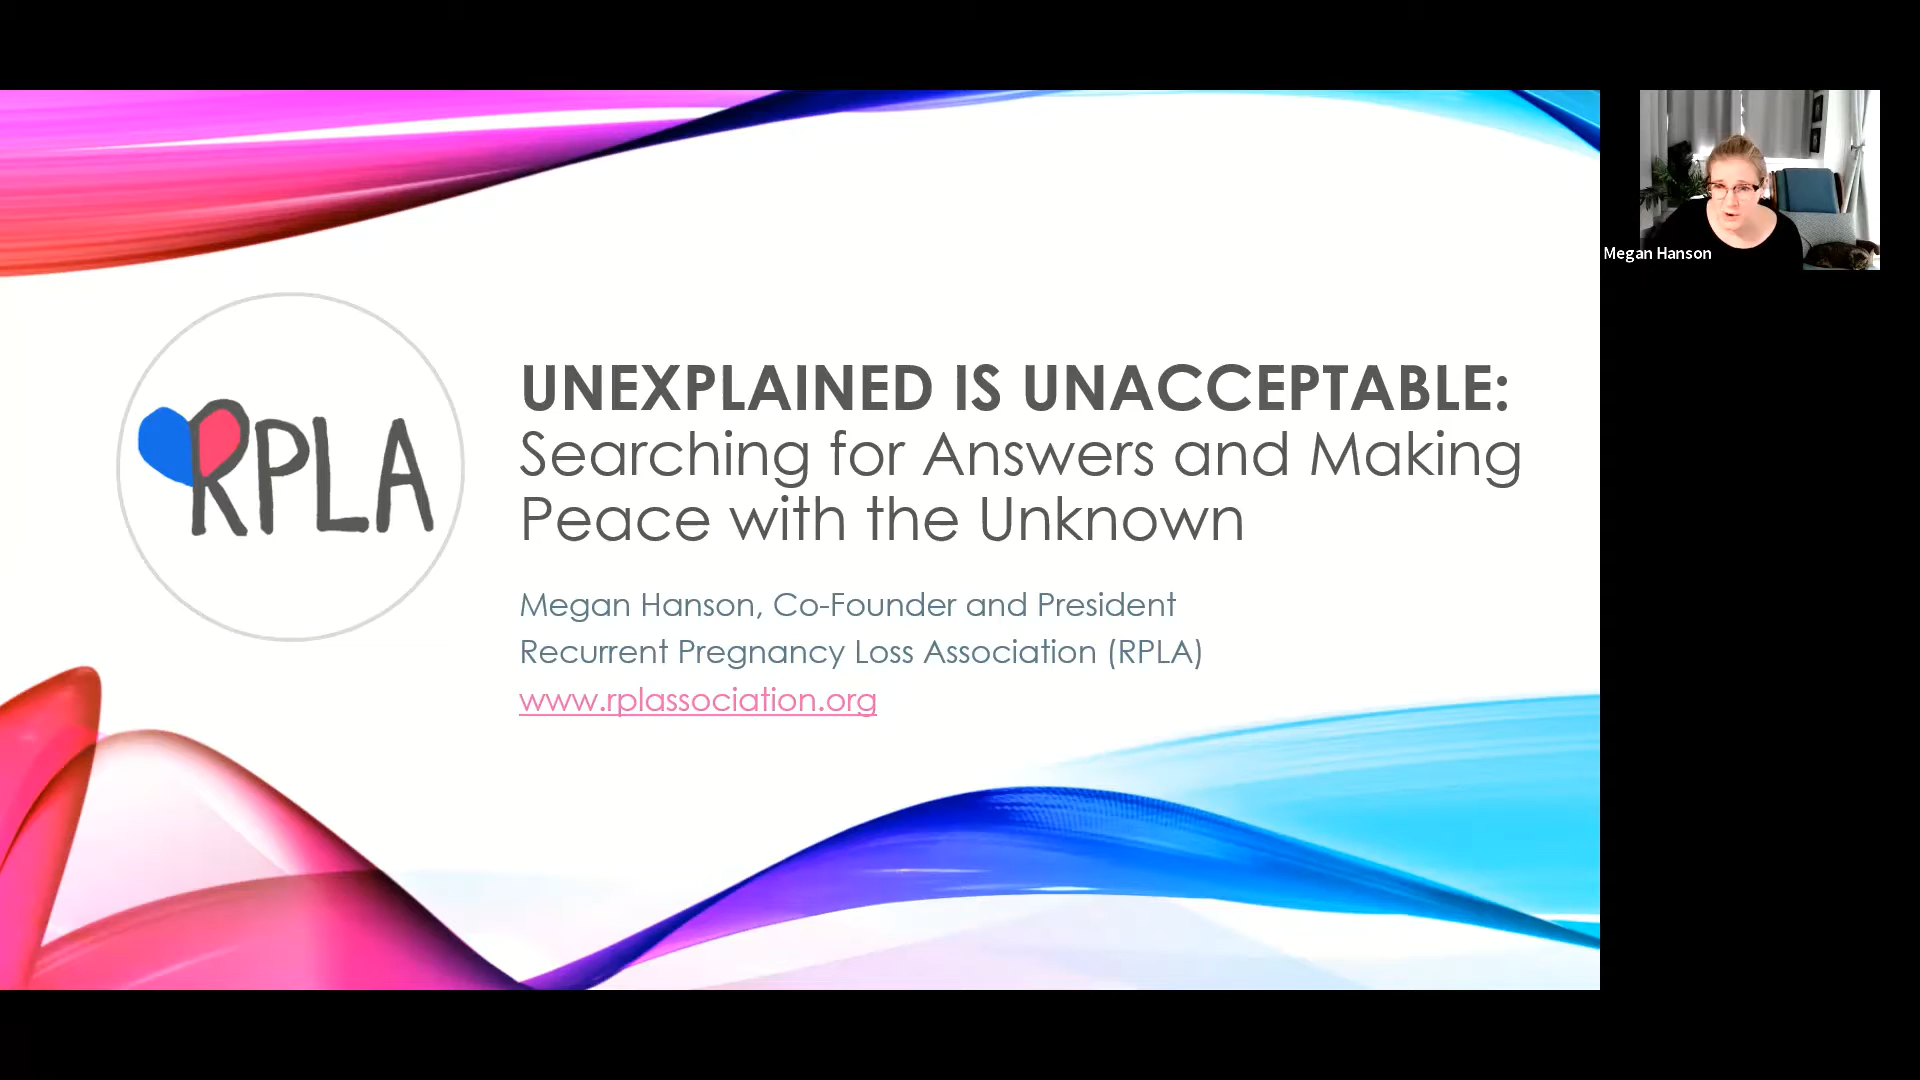 RPLA
UNEXPLAINED IS UNACCEPTABLE:
Searching for Answers and Making
Peace with the Unknown
Megan Hanson, Co-Founder and President
Recurrent Pregnancy Loss Association (RPLA)
www.rplassociation.org
Megan Hanson